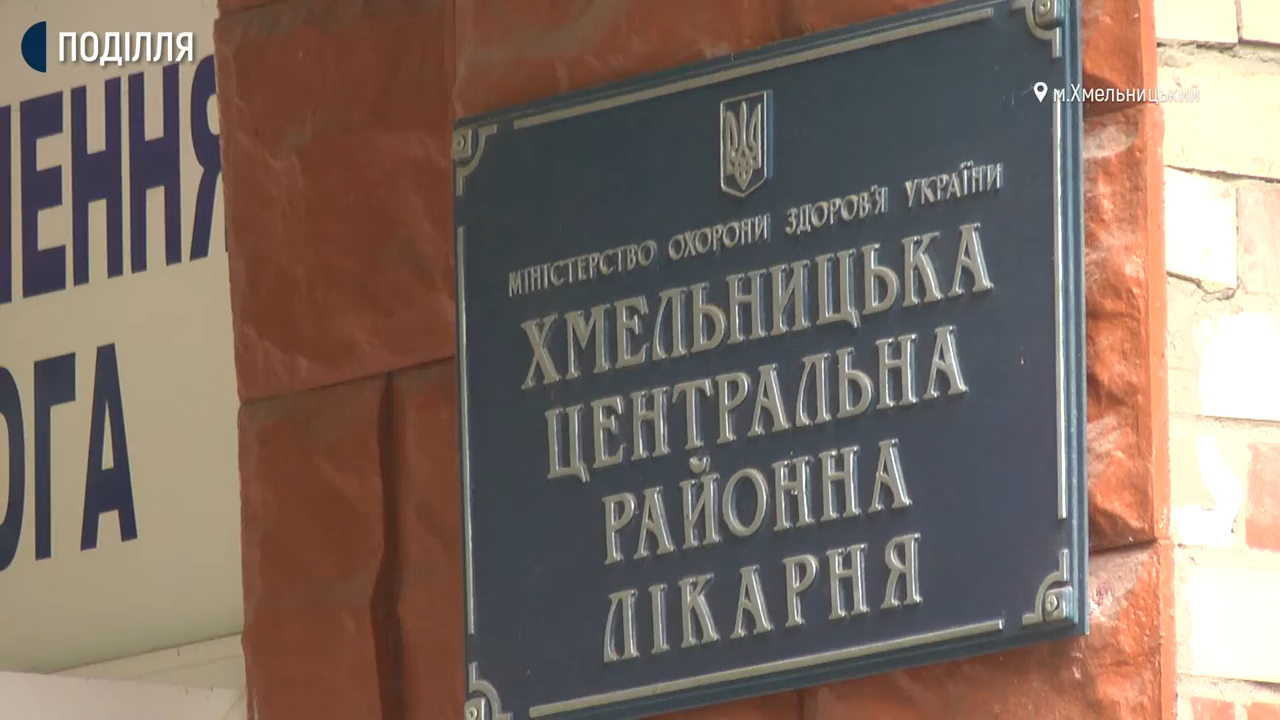 ПОДІЛЛЯ
м.Хмельницький
МІНІСТЕРСТВО ОХОРОНИ ЗДОРОВ'Я УКРАЇНИ
ХМЕЛЬНИЦЬКА
ЦЕНТРАЛЬНА
РАЙОННА
ЛІКАРНЯ